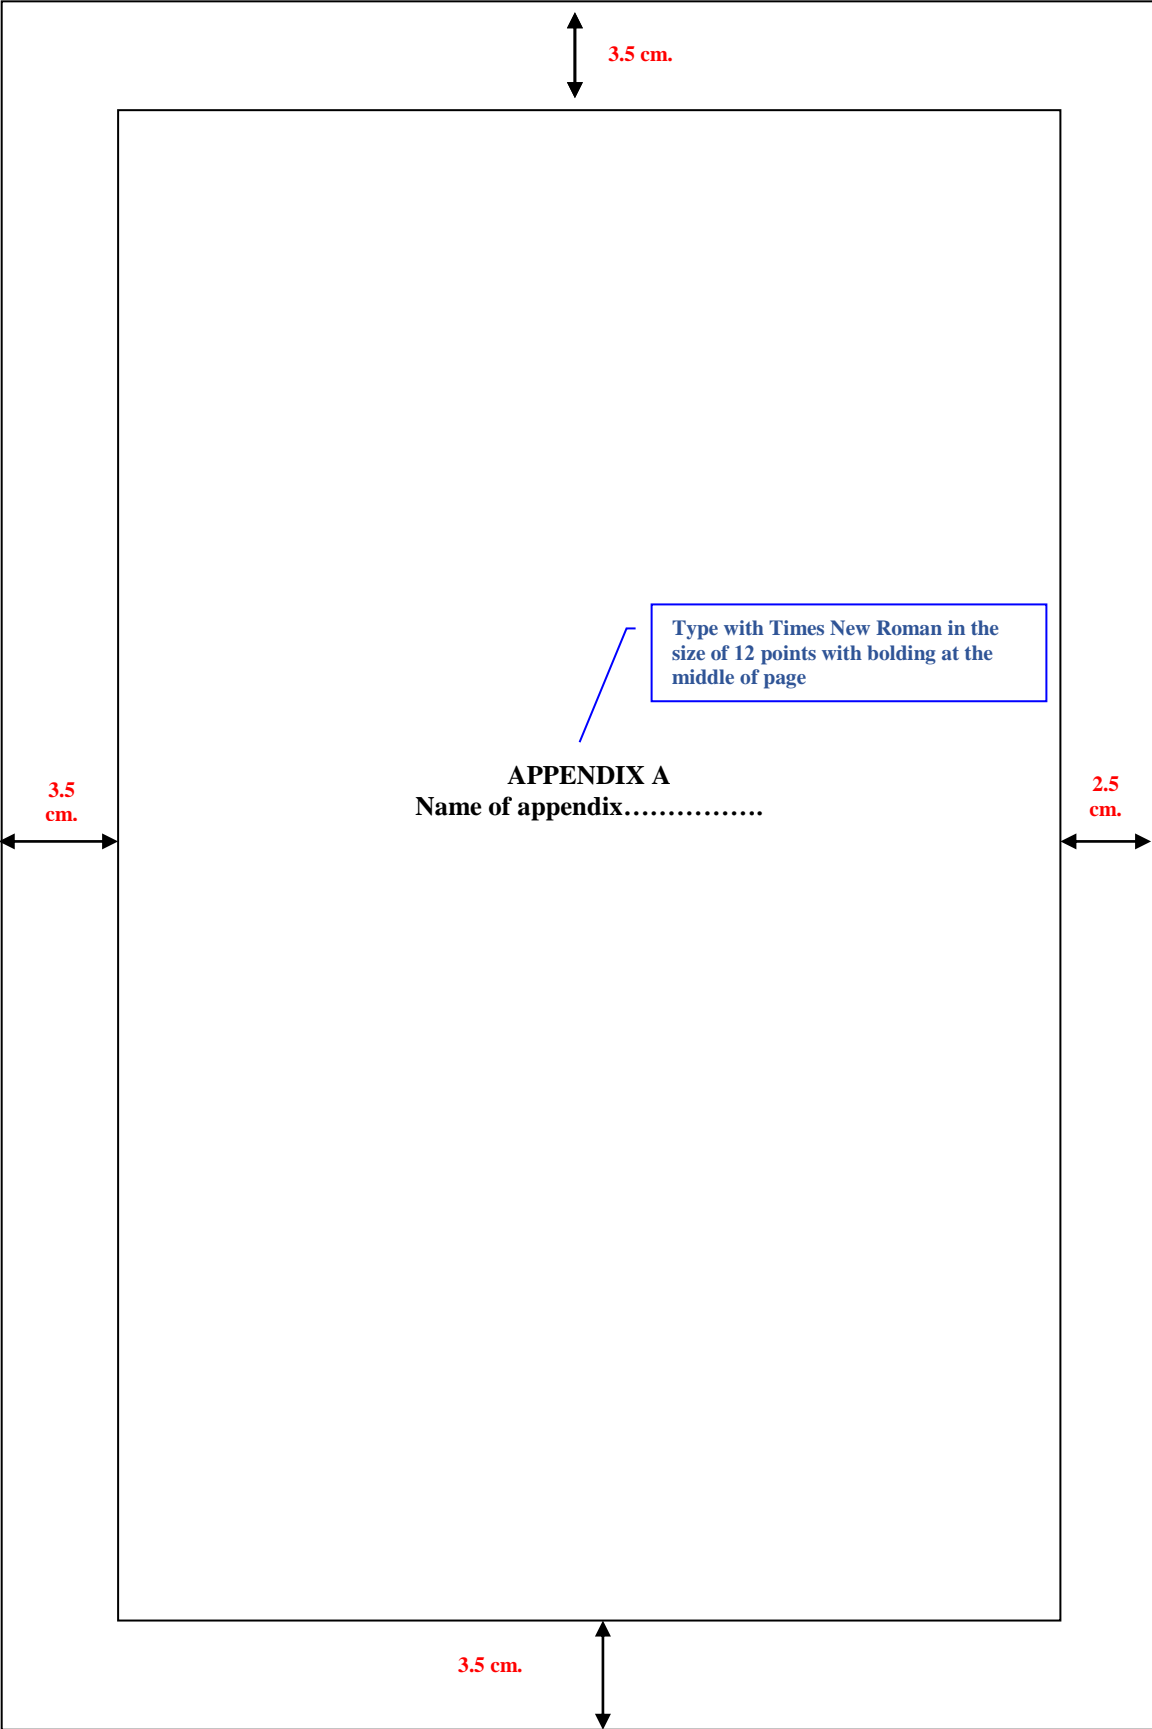 3.5 cm.
Type with Times New Roman in the
size of 12 points with bolding at the
middle of page
APPENDIX A
Name of appendix…………….
3.5
cm.
2.5
cm.
3.5 cm.